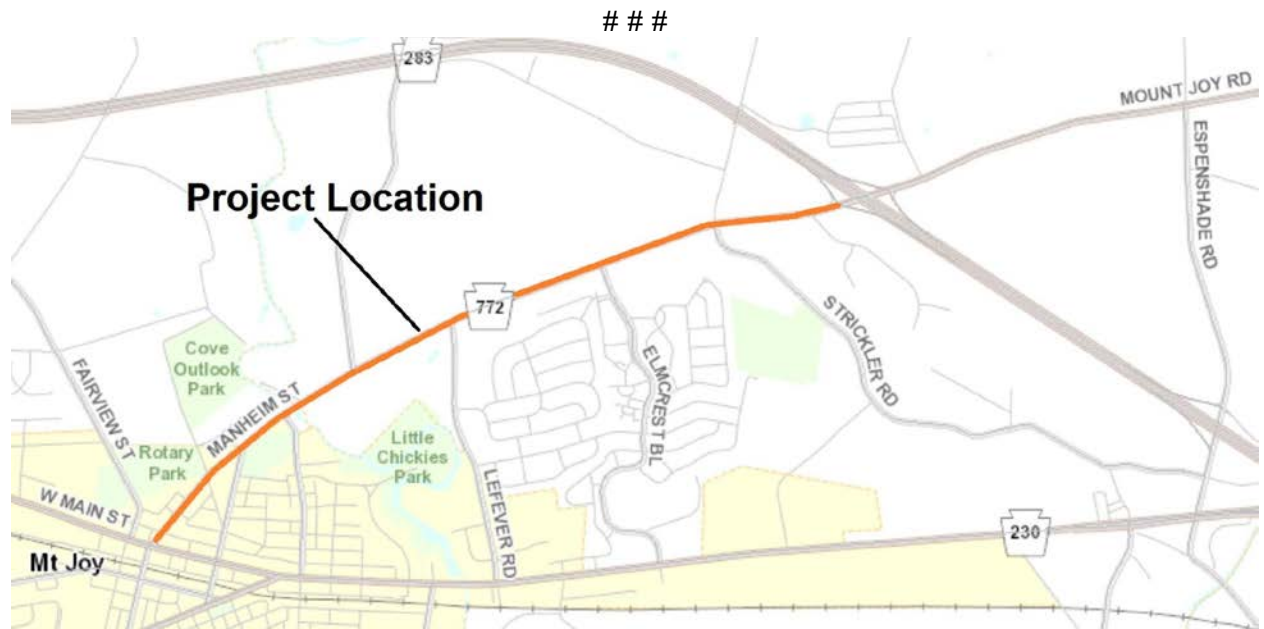 # # #
283
MOUNT JOY RD
ESPENSHADE RD
Project Location
772
STRICKLER RD
Cove
Outlook
Park
ELMCREST BL
FAIRVIEW ST
MANHEIM ST
Rotary
Park
Little
Chickies
Park
LEFEVER RD
W MAIN ST
230
Mt Joy